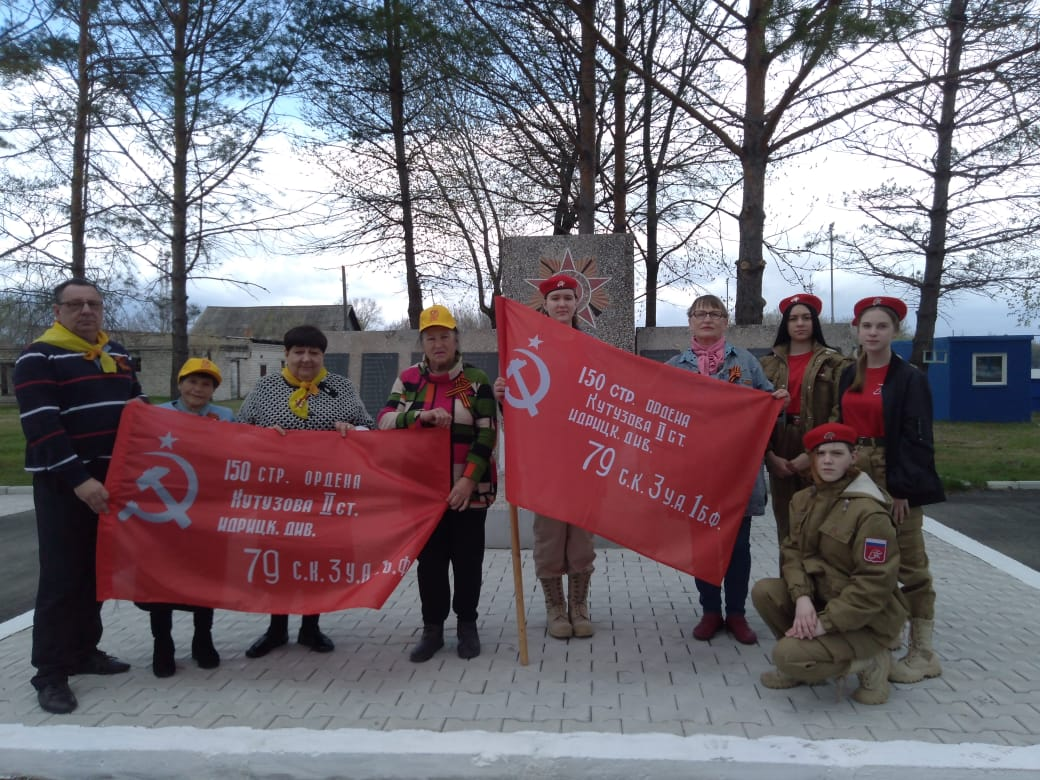 150 стр. ордена
Кутузова II ст.
идрицк. див.
79 с.к. 3 у.а.
150 стр. ордена
Кутузова II ст.
идрицк. див.
79 с.к. 3 у.а. 1 Б.Ф.